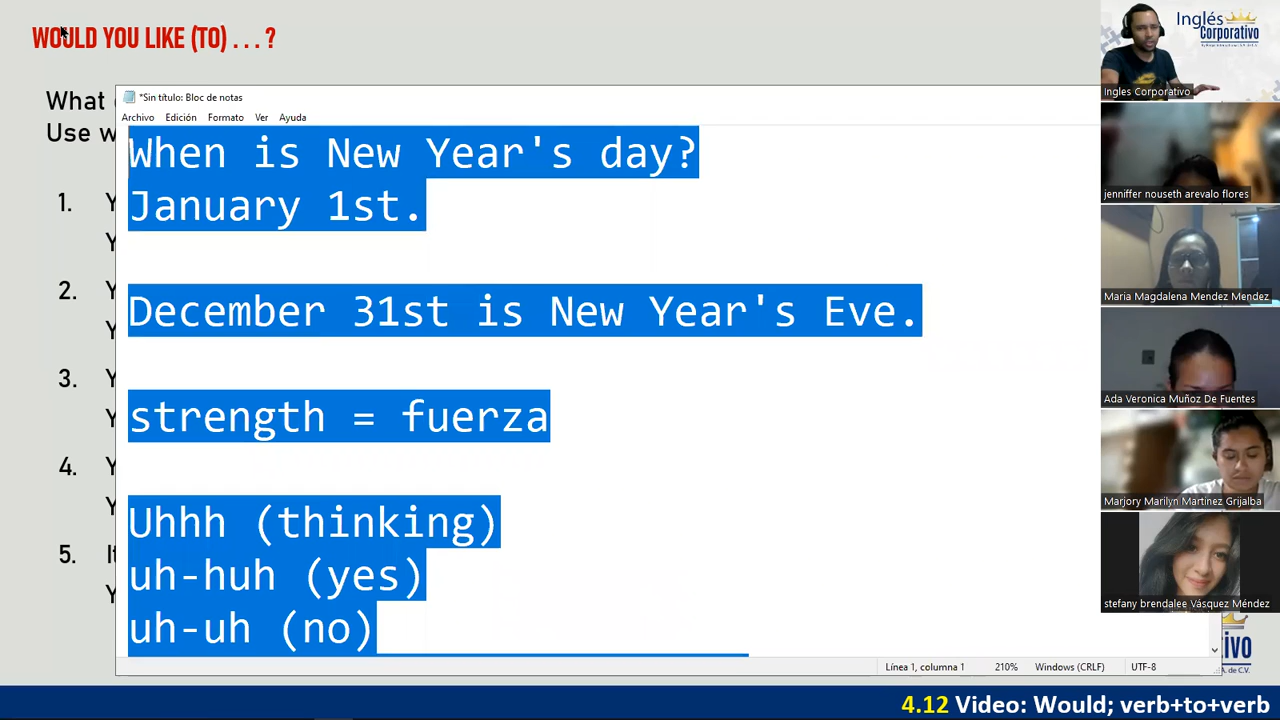 WOULD YOU LIKE (TO) . . . ?
What
Use
1.
2.
3.
4.
5.
*Sin título: Bloc de notas
Archivo Edición Formato Ver Ayuda
When is New Year's day?
January 1st.
December 31st is New Year's Eve.
strength = fuerza
Uhhh (thinking)
uh-huh (yes)
uh-uh (no)
Línea 1, columna 1 210% Windows (CRLF) UTF-8
Inglés
Corporativo
Ingles Corporativo
jenniffer nouseth arevalo flores
Maria Magdalena Mendez Mendez
Ada Veronica Muñoz De Fuentes
Marjory Marilyn Martinez Grijalba
stefany brendalee Vásquez Méndez
4.12 Video: Would; verb+to+verb